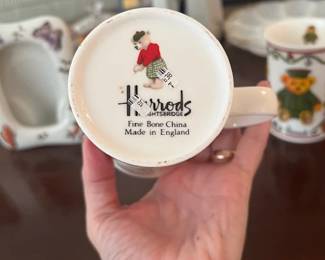 Harrods
KNIGHTSBRIDGE
Fine Bone China
Made in England